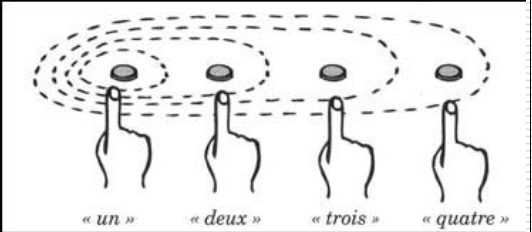 « un » « deux » « trois » « quatre »